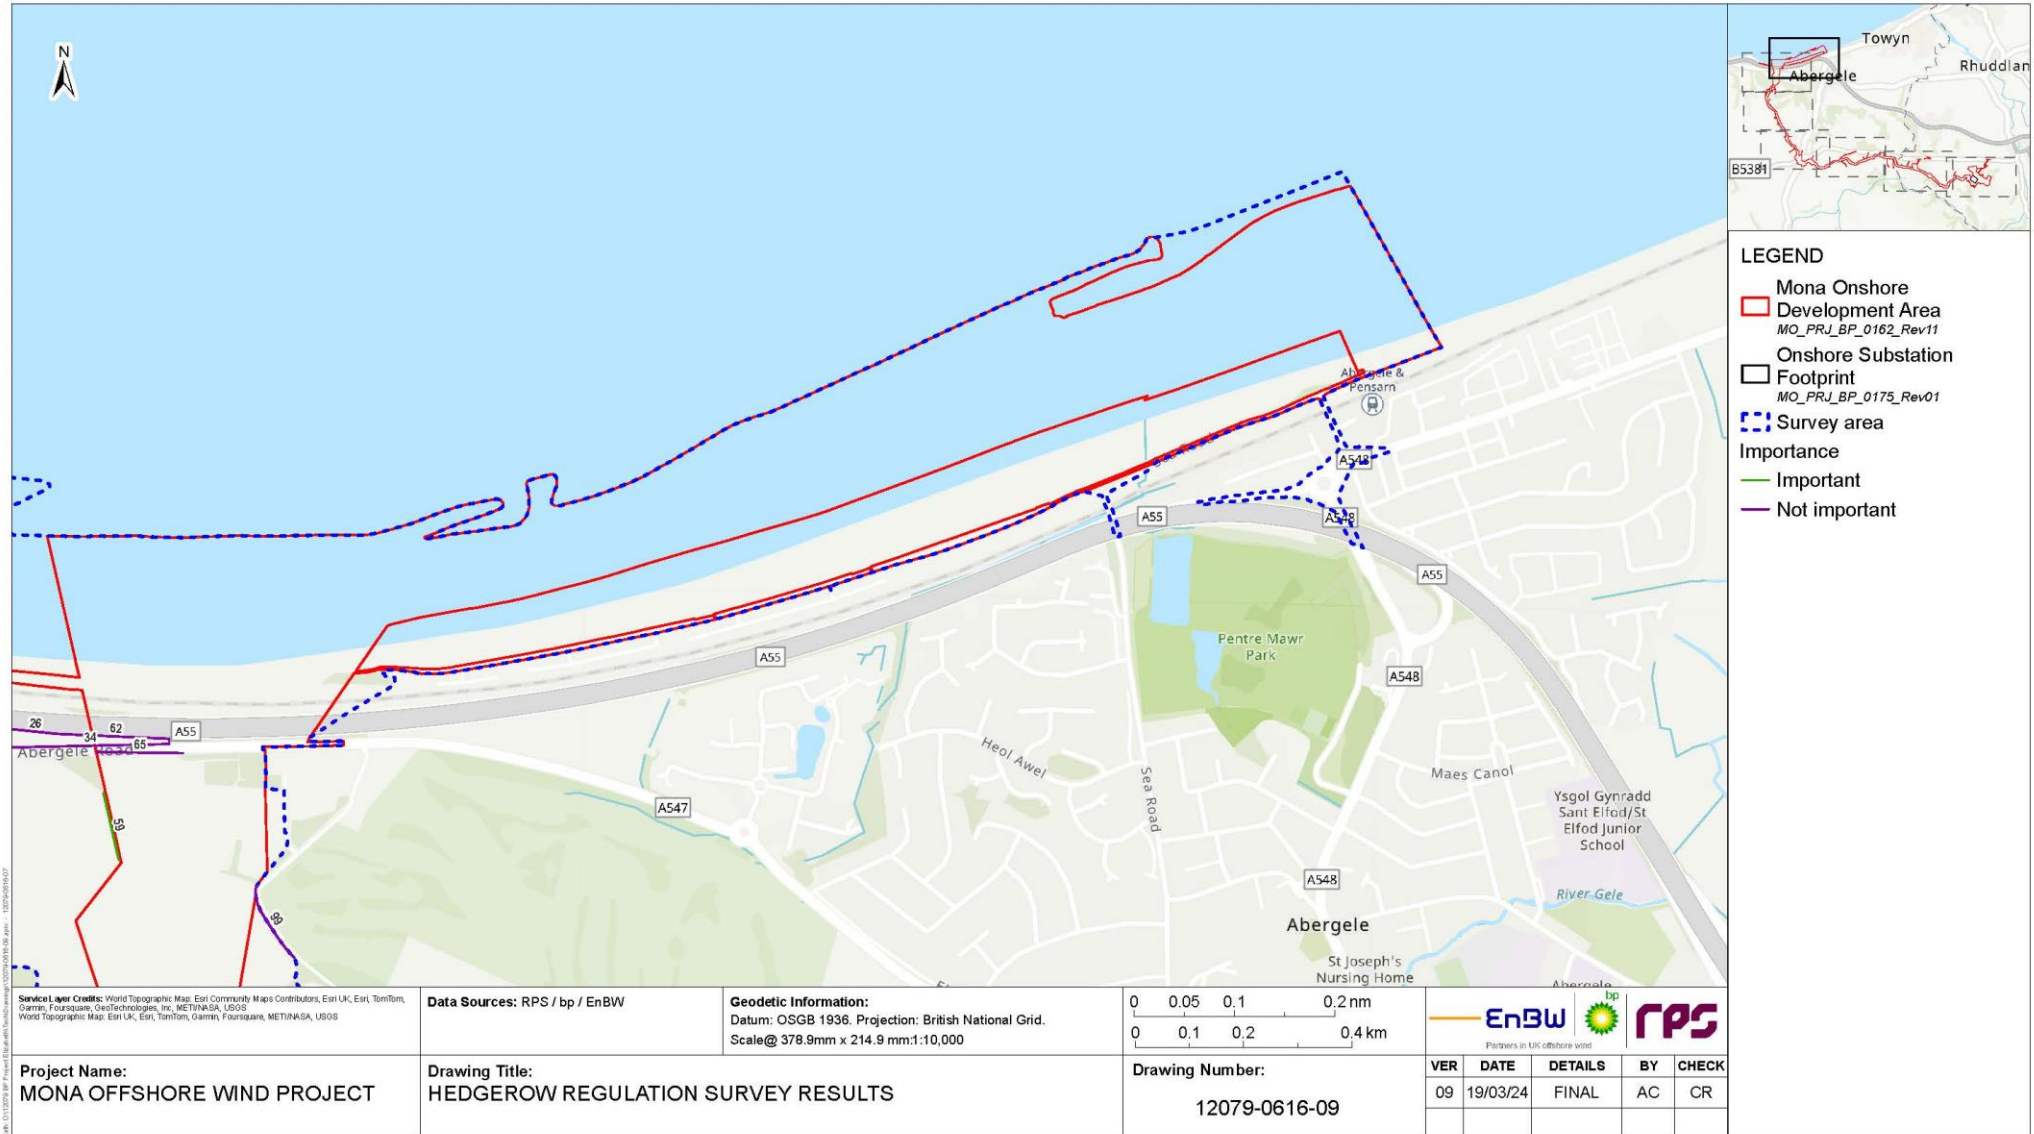 N
Towyn
Rhuddlan
Abergele
B5381
LEGEND
Mona Onshore
Development Area
MO_PRJ_BP_0162_Rev11
Onshore Substation
Footprint
MO_PRJ_BP_0175_Rev01
Survey area
Importance
Important
Not important
Abergele &
Pensarn
A548
A55
A548
A55
A55
Pentre Mawr
Park
A548
26
62
34
65
A55
Abergele Road
59
Heol Awel
Sea Road
Maes Canol
A547
Ysgol Gynradd
Sant Elfod/St
Elfod Junior
School
A548
River Gele
99
Abergele
St Joseph's
Nursing Home
Abergele
Service Layer Credits: World Topographic Map: Esri Community Maps Contributors, Esri UK, Esri, TomTom,
Garmin, Foursquare, GeoTechnologies, Inc, METI/NASA, USGS
World Topographic Map: Esri UK, Esri, TomTom, Garmin, Foursquare, METI/NASA, USGS
Data Sources: RPS / bp / EnBW
Geodetic Information:
Datum: OSGB 1936. Projection: British National Grid.
Scale@ 378.9mm x 214.9 mm:1:10,000
0 0.05 0.1 0.2 nm
0 0.1 0.2 0.4 km
EnBW
bp
rps
Partners in UK offshore wind
Project Name:
MONA OFFSHORE WIND PROJECT
Drawing Title:
HEDGEROW REGULATION SURVEY RESULTS
Drawing Number:
12079-0616-09
VER DATE DETAILS BY CHECK
09 19/03/24 FINAL AC CR